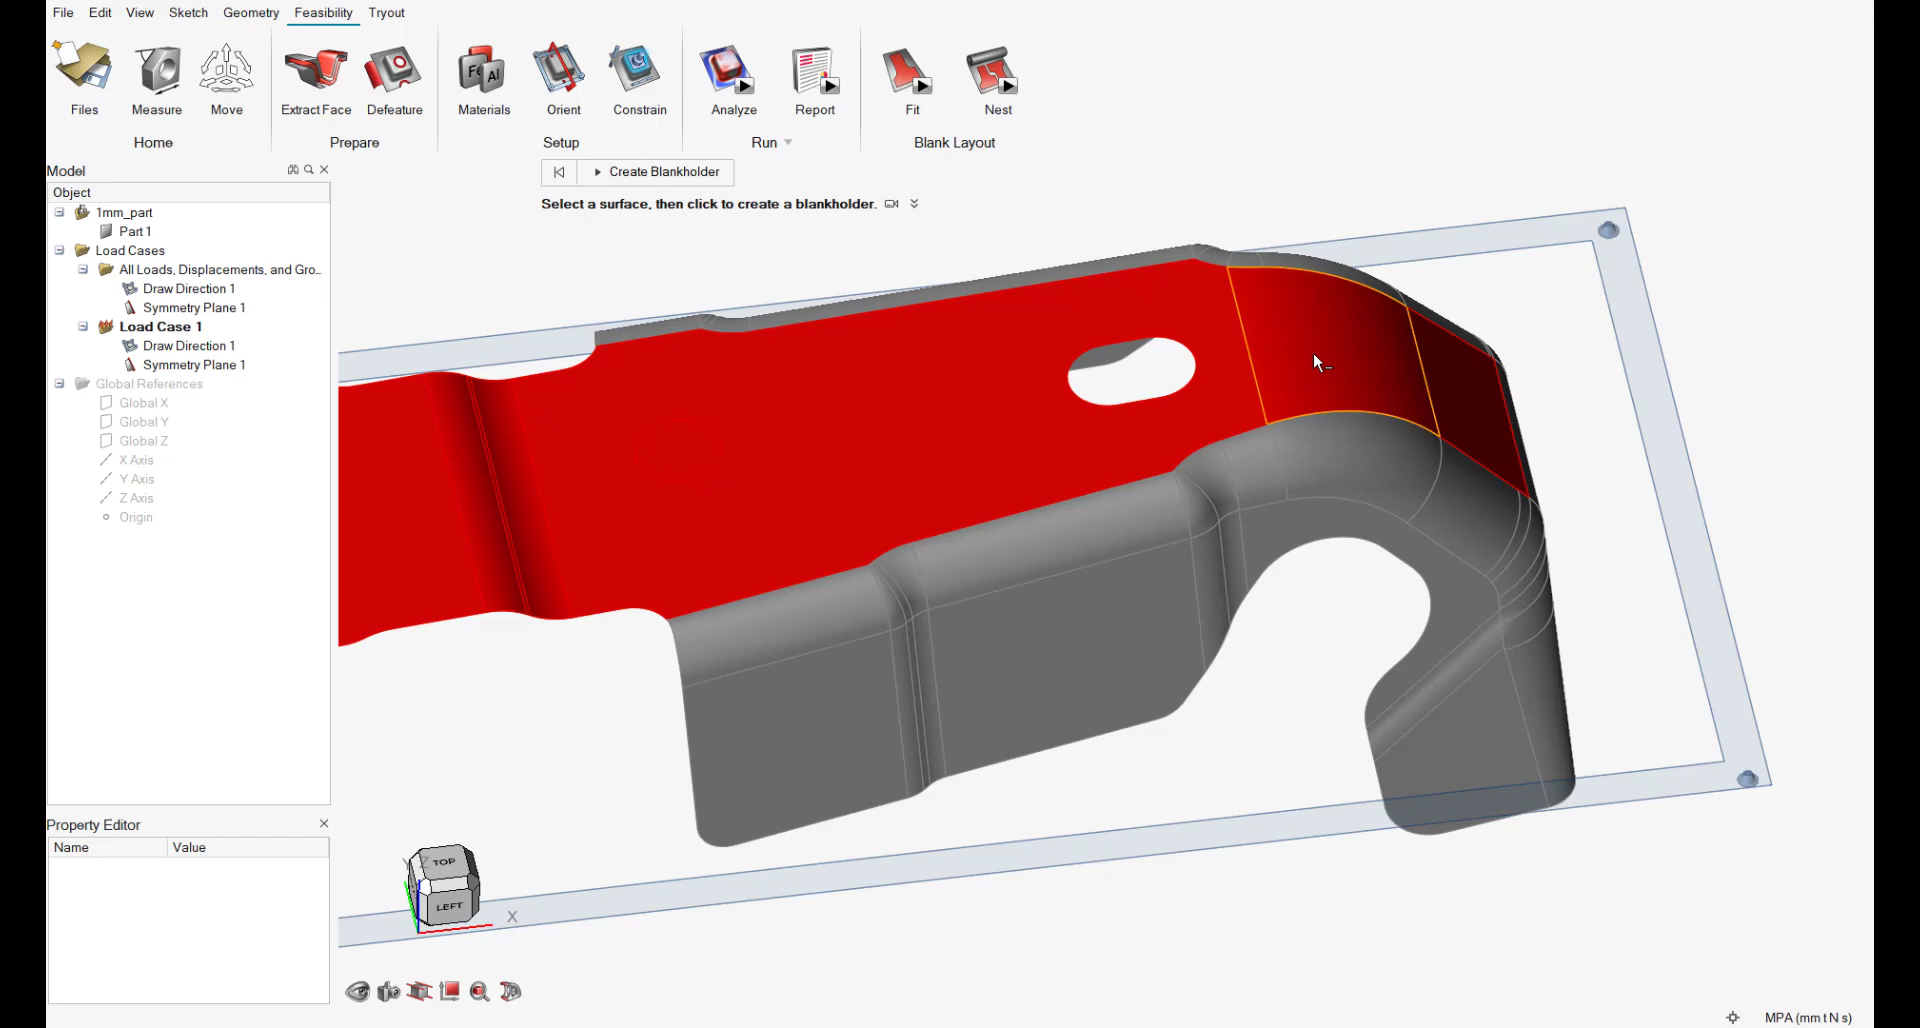 File Edit View Sketch Geometry Feasibility Tryout
Files Measure Move Extract Face Defeature Materials Orient Constrain Analyze Report Fit Nest
Home Prepare Setup Run Blank Layout
Fe Al
Model
Object
1mm_part
Part 1
Load Cases
All Loads, Displacements, and Gro...
Draw Direction 1
Symmetry Plane 1
Load Case 1
Draw Direction 1
Symmetry Plane 1
Global References
Global X
Global Y
Global Z
X Axis
Y Axis
Z Axis
Origin
Create Blankholder
Select a surface, then click to create a blankholder.
Property Editor
Name Value
Z TOP
LEFT
X
MPA (mm t N s)